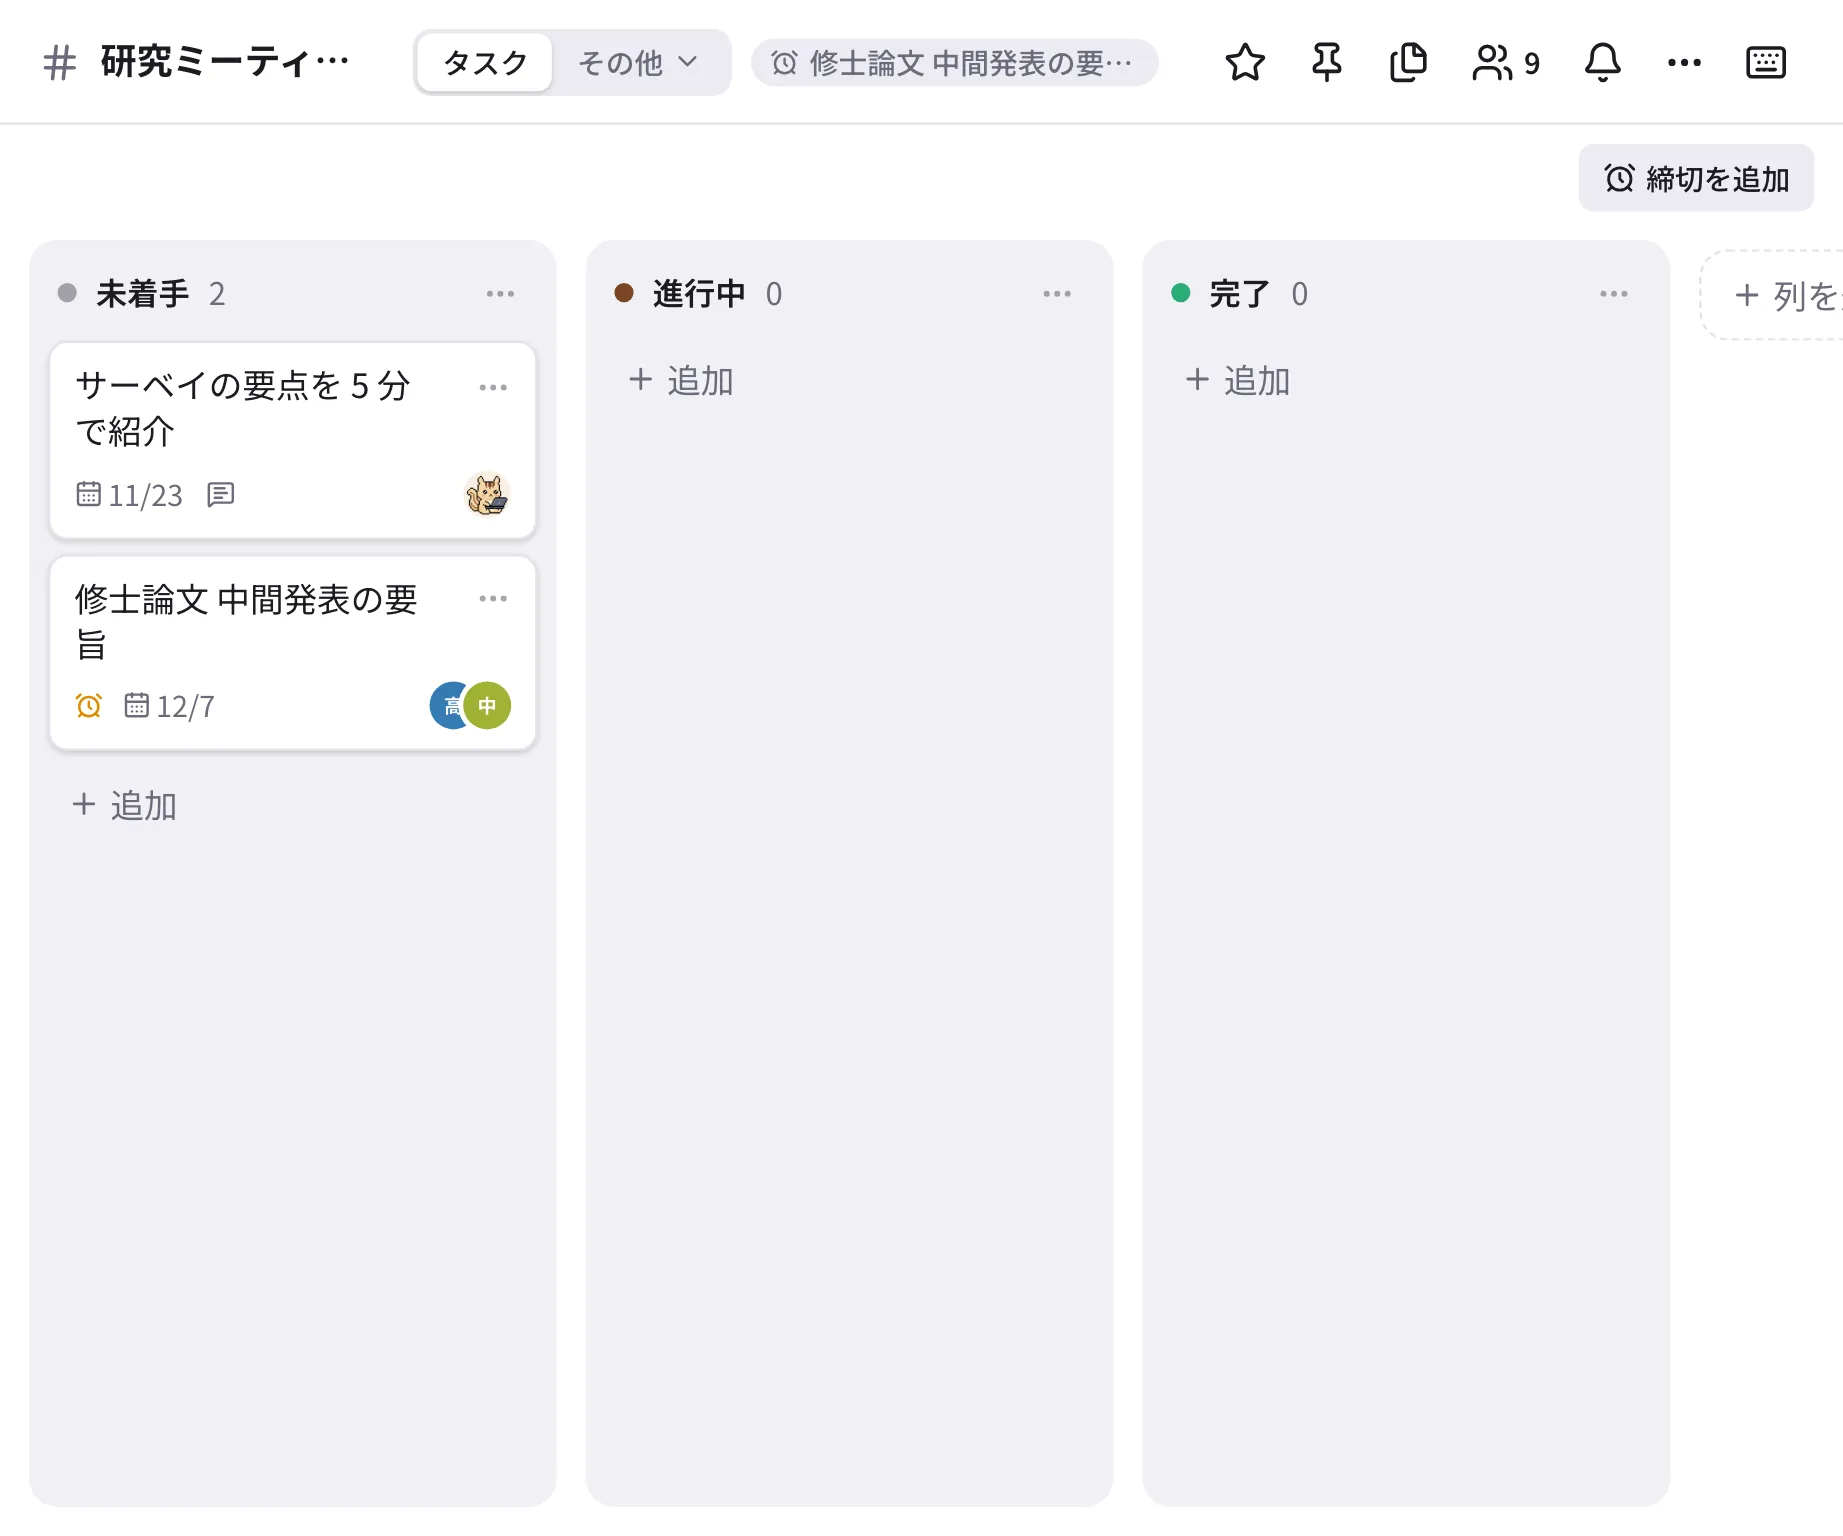 研究ミーティ…
タスク
その他
修士論文 中間発表の要…
9
締切を追加
未着手 2
サーベイの要点を 5 分
で紹介
11/23
修士論文 中間発表の要
旨
12/7
高
中
+ 追加
進行中 0
+ 追加
完了 0
+ 追加
+ 列を